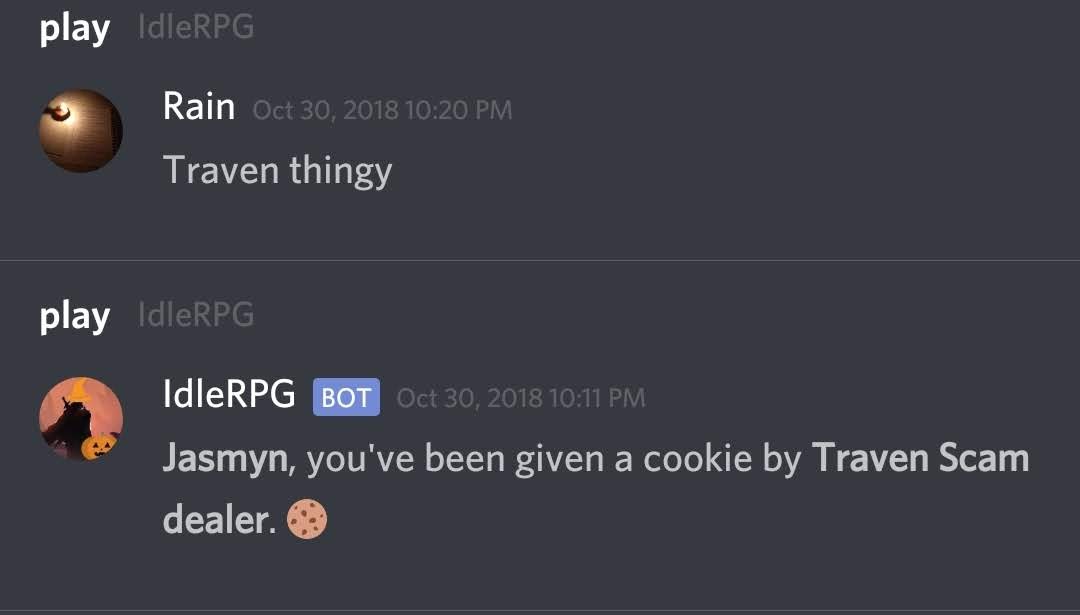 play IdleRPG
Rain Oct 30, 2018 10:20 PM
Traven thingy
play IdleRPG
IdleRPG BOT Oct 30, 2018 10:11 PM
Jasmyn, you've been given a cookie by Traven Scam
dealer. 🍪